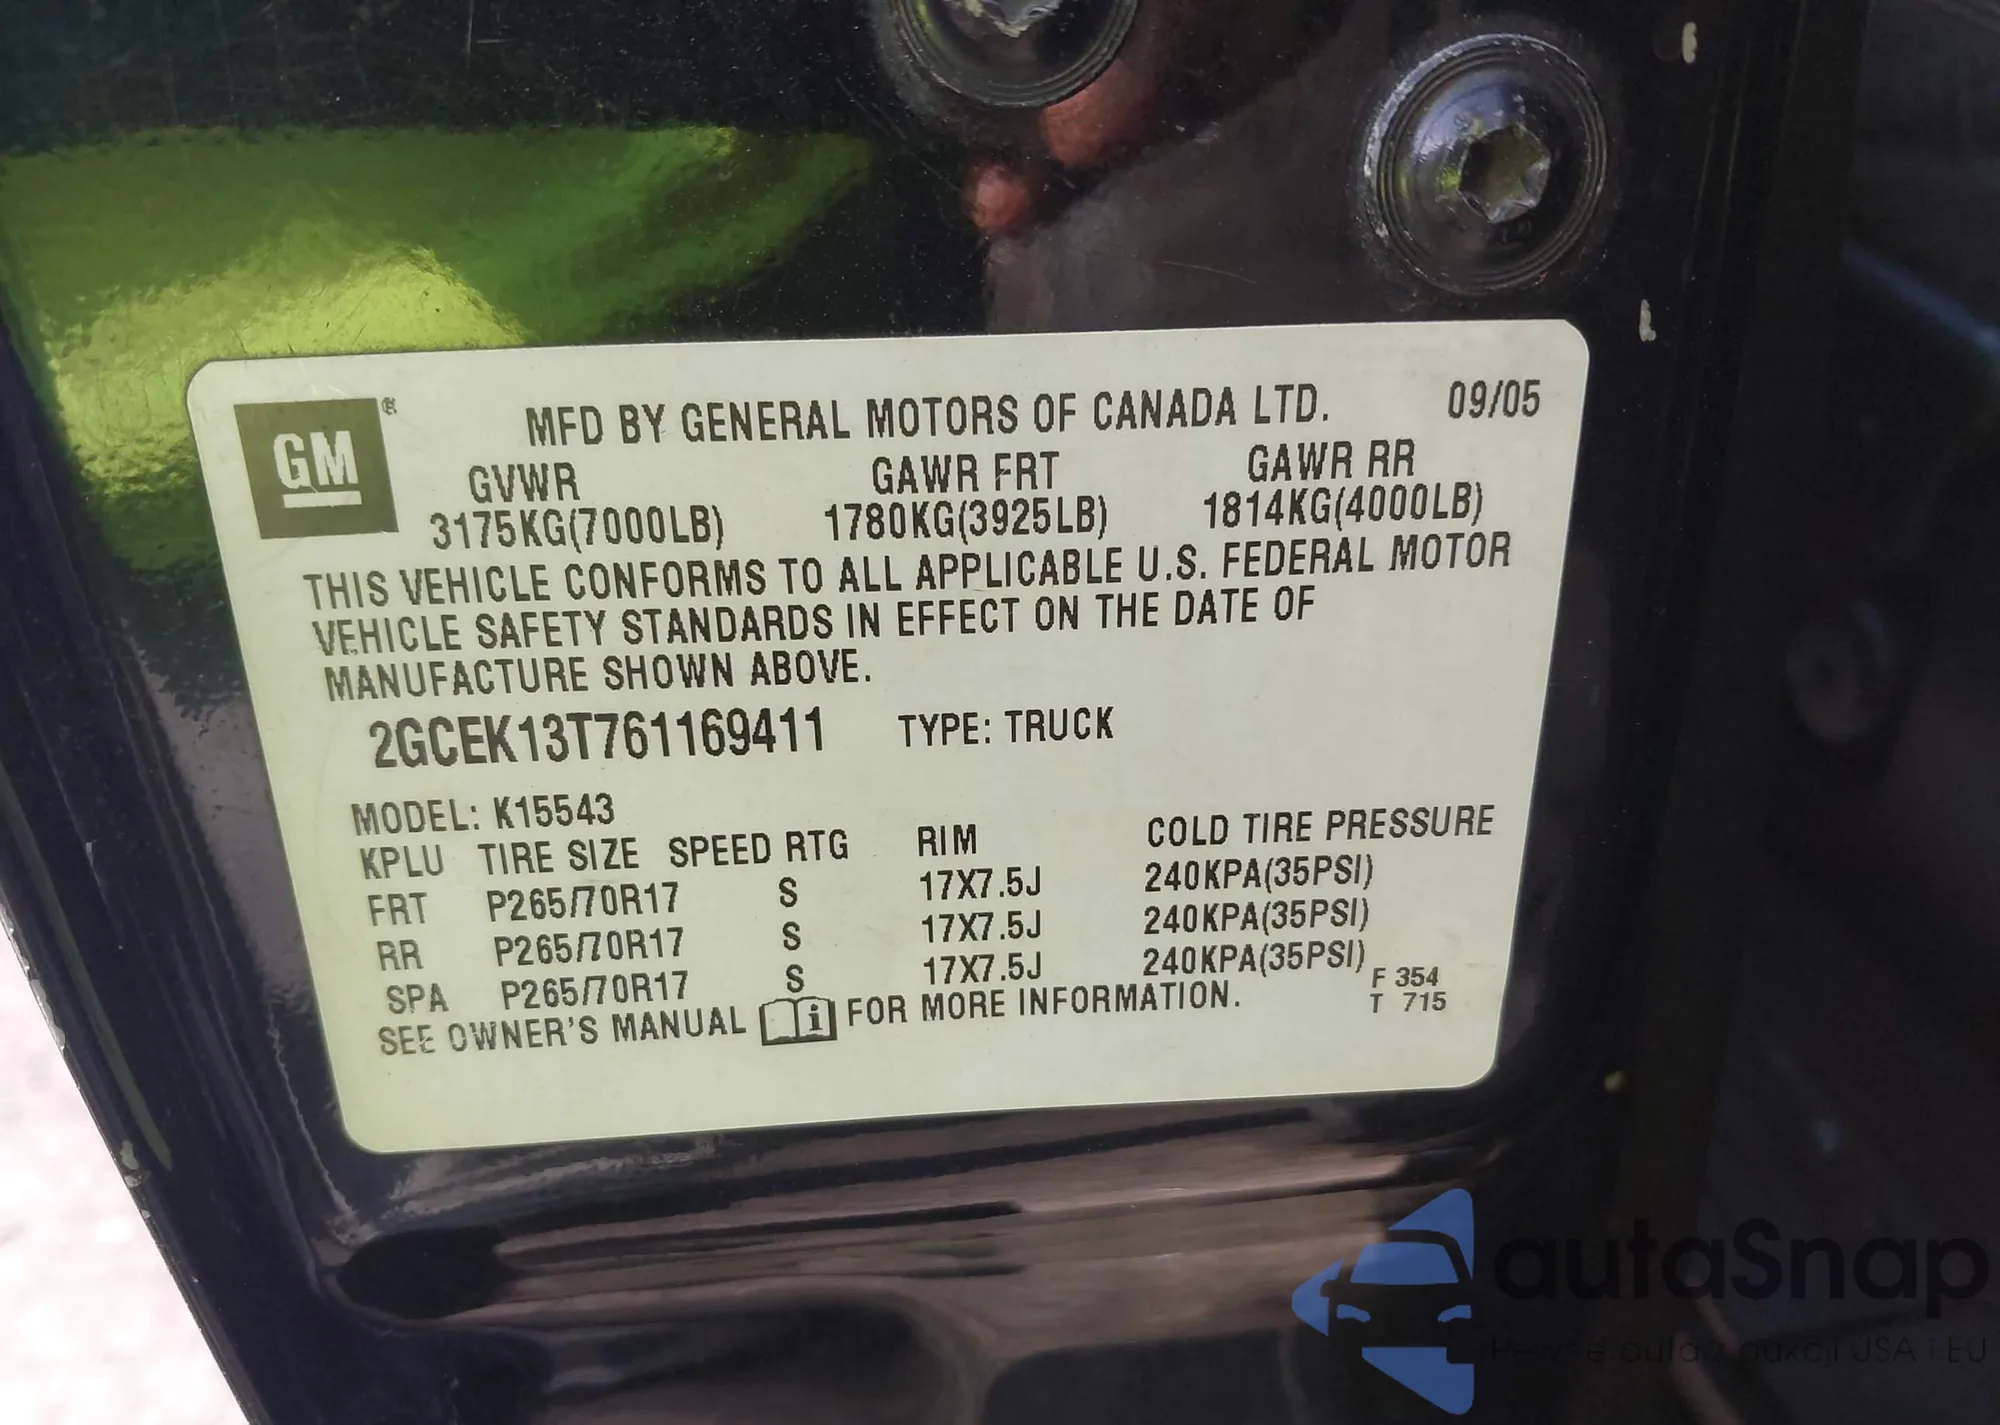 GM®
MFD BY GENERAL MOTORS OF CANADA LTD. 09/05
GVWR GAWR FRT GAWR RR
3175KG(7000LB) 1780KG(3925LB) 1814KG(4000LB)
THIS VEHICLE CONFORMS TO ALL APPLICABLE U.S. FEDERAL MOTOR
VEHICLE SAFETY STANDARDS IN EFFECT ON THE DATE OF
MANUFACTURE SHOWN ABOVE.
2GCEK13T761169411 TYPE: TRUCK
MODEL: K15543
KPLU TIRE SIZE SPEED RTG RIM COLD TIRE PRESSURE
FRT P265/70R17 S 17X7.5J 240KPA(35PSI)
RR P265/70R17 S 17X7.5J 240KPA(35PSI)
SPA P265/70R17 S 17X7.5J 240KPA(35PSI)
SEE OWNER'S MANUAL i FOR MORE INFORMATION.
F 354
T 715
autaSnap
aukcji USA i EU